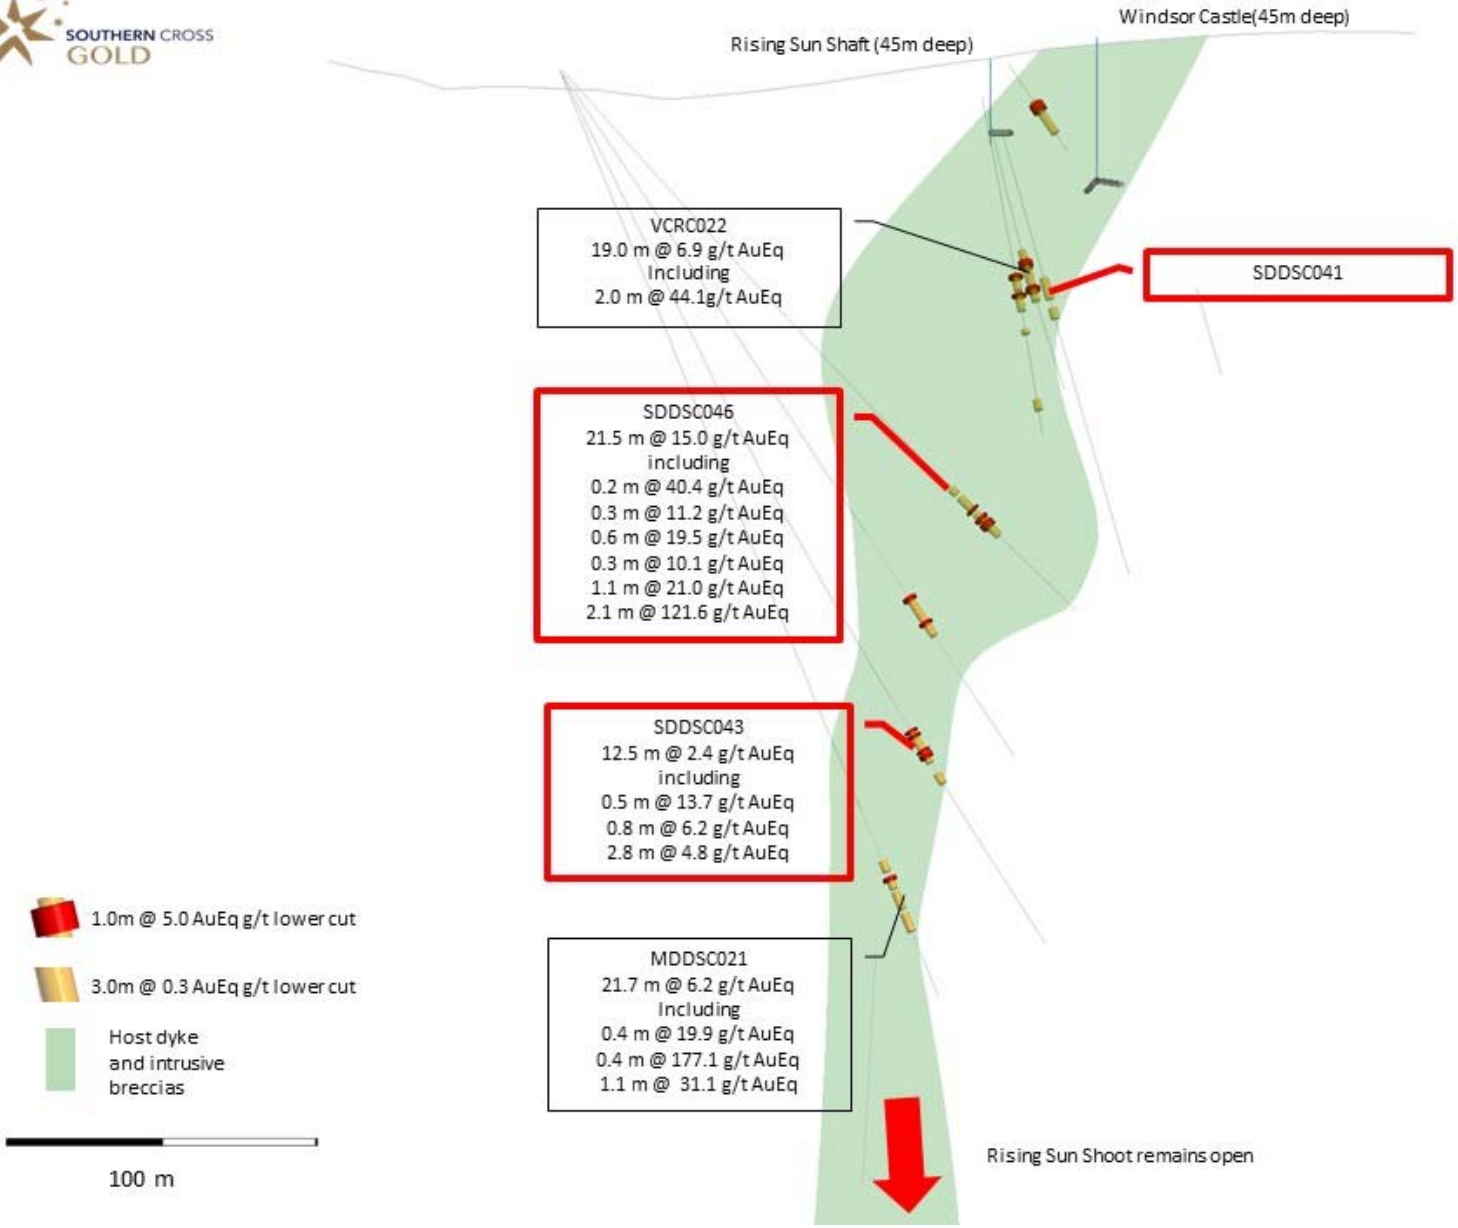 SOUTHERN CROSS
GOLD
Windsor Castle(45m deep)
Rising Sun Shaft (45m deep)
VCRC022
19.0 m @ 6.9 g/t AuEq
Including
2.0 m @ 44.1g/t AuEq
SDDSC041
SDDSC046
21.5 m @ 15.0 g/t AuEq
including
0.2 m @ 40.4 g/t AuEq
0.3 m @ 11.2 g/t AuEq
0.6 m @ 19.5 g/t AuEq
0.3 m @ 10.1 g/t AuEq
1.1 m @ 21.0 g/t AuEq
2.1 m @ 121.6 g/t AuEq
SDDSC043
12.5 m @ 2.4 g/t AuEq
including
0.5 m @ 13.7 g/t AuEq
0.8 m @ 6.2 g/t AuEq
2.8 m @ 4.8 g/t AuEq
MDDSC021
21.7 m @ 6.2 g/t AuEq
Including
0.4 m @ 19.9 g/t AuEq
0.4 m @ 177.1 g/t AuEq
1.1 m @ 31.1 g/t AuEq
1.0m @ 5.0 AuEq g/t lower cut
3.0m @ 0.3 AuEq g/t lower cut
Host dyke
and intrusive
breccias
100 m
Rising Sun Shoot remains open